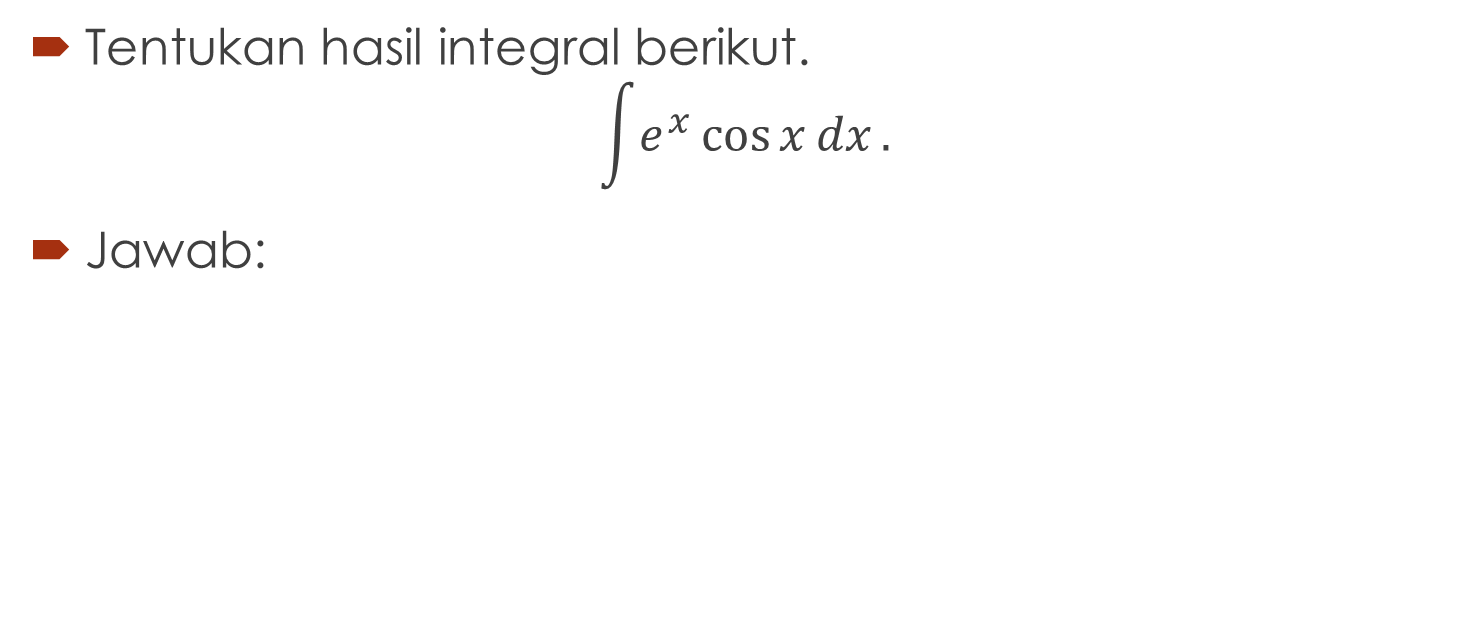 Tentukan hasil integral berikut.
∫ eˣ cos x dx .
Jawab: